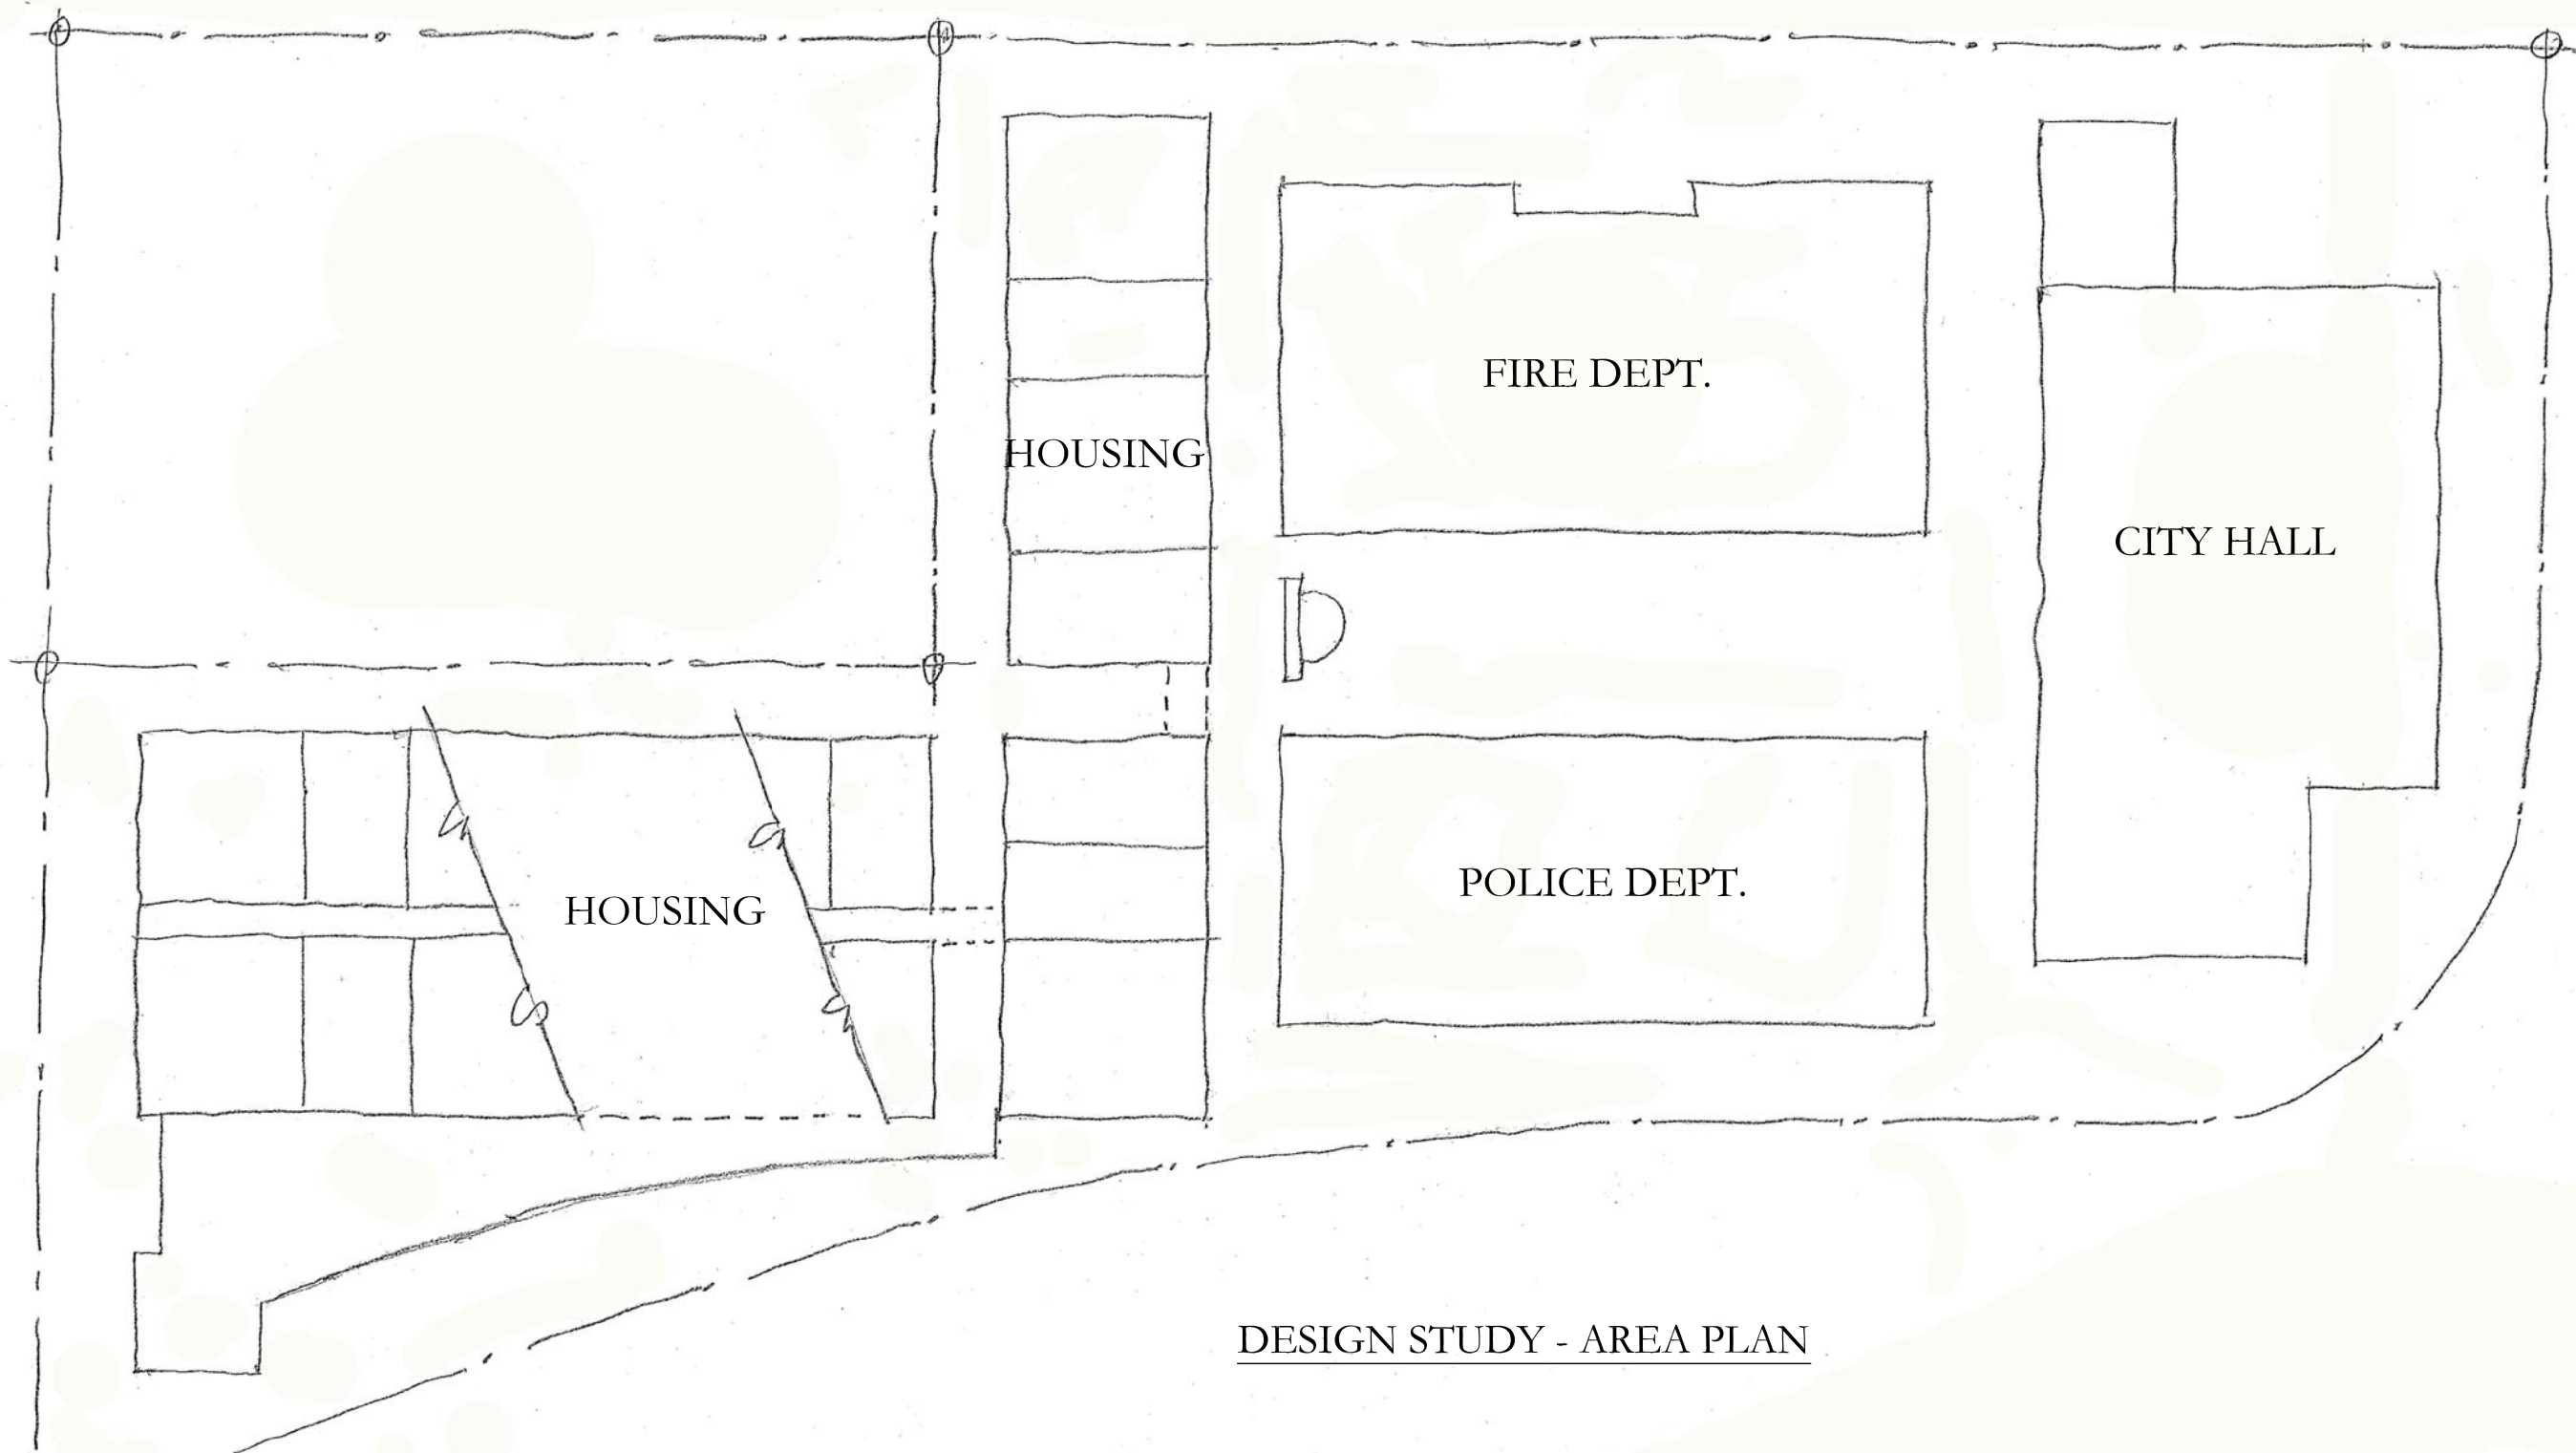 FIRE DEPT.
HOUSING
CITY HALL
POLICE DEPT.
HOUSING
DESIGN STUDY - AREA PLAN